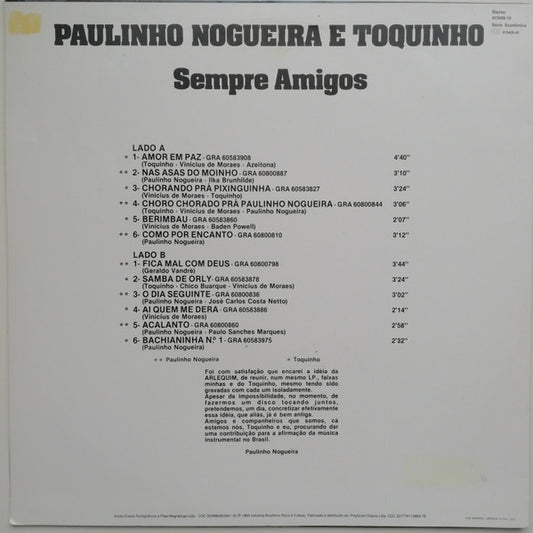 Stereo
Série Econômica
PAULINHO NOGUEIRA E TOQUINHO
Sempre Amigos
LADO A
* 1- AMOR EM PAZ - GRA 60583908 4'40"
(Toquinho - Vinicius de Moraes - Azeitona)
** 2- NAS ASAS DO MOINHO - GRA 60800887 3'10"
(Paulinho Nogueira - Ilka Brunhilda)
* 3- CHORANDO PRÁ PIXINGUINHA - GRA 60583827 3'24"
(Vinicius de Moraes - Toquinho)
** 4- CHORO CHORADO PRÁ PAULINHO NOGUEIRA - GRA 60800844 3'06"
(Toquinho - Vinicius de Moraes - Paulinho Nogueira)
* 5- BERIMBAU - GRA 60583860 2'07"
(Vinicius de Moraes - Baden Powell)
** 6- COMO POR ENCANTO - GRA 60800810 3'12"
(Paulinho Nogueira)
LADO B
** 1- FICA MAL COM DEUS - GRA 60800798 3'44"
(Geraldo Vandré)
* 2- SAMBA DE ORLY - GRA 60583878 3'24"
(Toquinho - Chico Buarque - Vinicius de Moraes)
** 3- O DIA SEGUINTE - GRA 60800836 3'02"
(Paulinho Nogueira - José Carlos Costa Netto)
* 4- AI QUEM ME DERA - GRA 60583886 2'14"
(Vinicius de Moraes)
** 5- ACALANTO - GRA 60800860 2'58"
(Paulinho Nogueira - Paulo Sanches Marques)
* 6- BACHIANINHA N.º 1 - GRA 60583975 2'32"
(Paulinho Nogueira)
** Paulinho Nogueira * Toquinho
Foi com satisfação que encarei a idéia da
ARLEQUIM, de reunir, num mesmo LP., faixas
minhas e do Toquinho, mesmo tendo sido
gravadas com cada um isoladamente.
Apesar da impossibilidade, no momento, de
fazermos um disco tocando juntos,
pretendemos, um dia, concretizar efetivamente
essa idéia, que aliás, já é bem antiga.
Amigos e companheiros que somos, cá
estamos nós, Toquinho e eu, procurando dar
uma contribuição para a afirmação da música
instrumental no Brasil.
Paulinho Nogueira